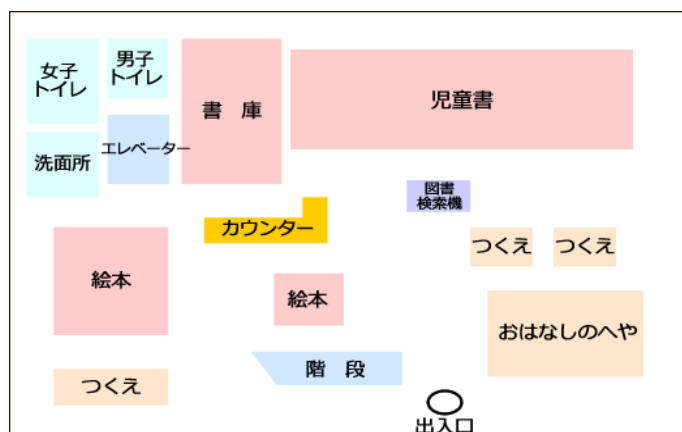 女子
トイレ
男子
トイレ
書 庫
児童書
洗面所
エレベーター
図書
検索機
カウンター
つくえ
つくえ
絵本
絵本
おはなしのへや
階 段
つくえ
出入口